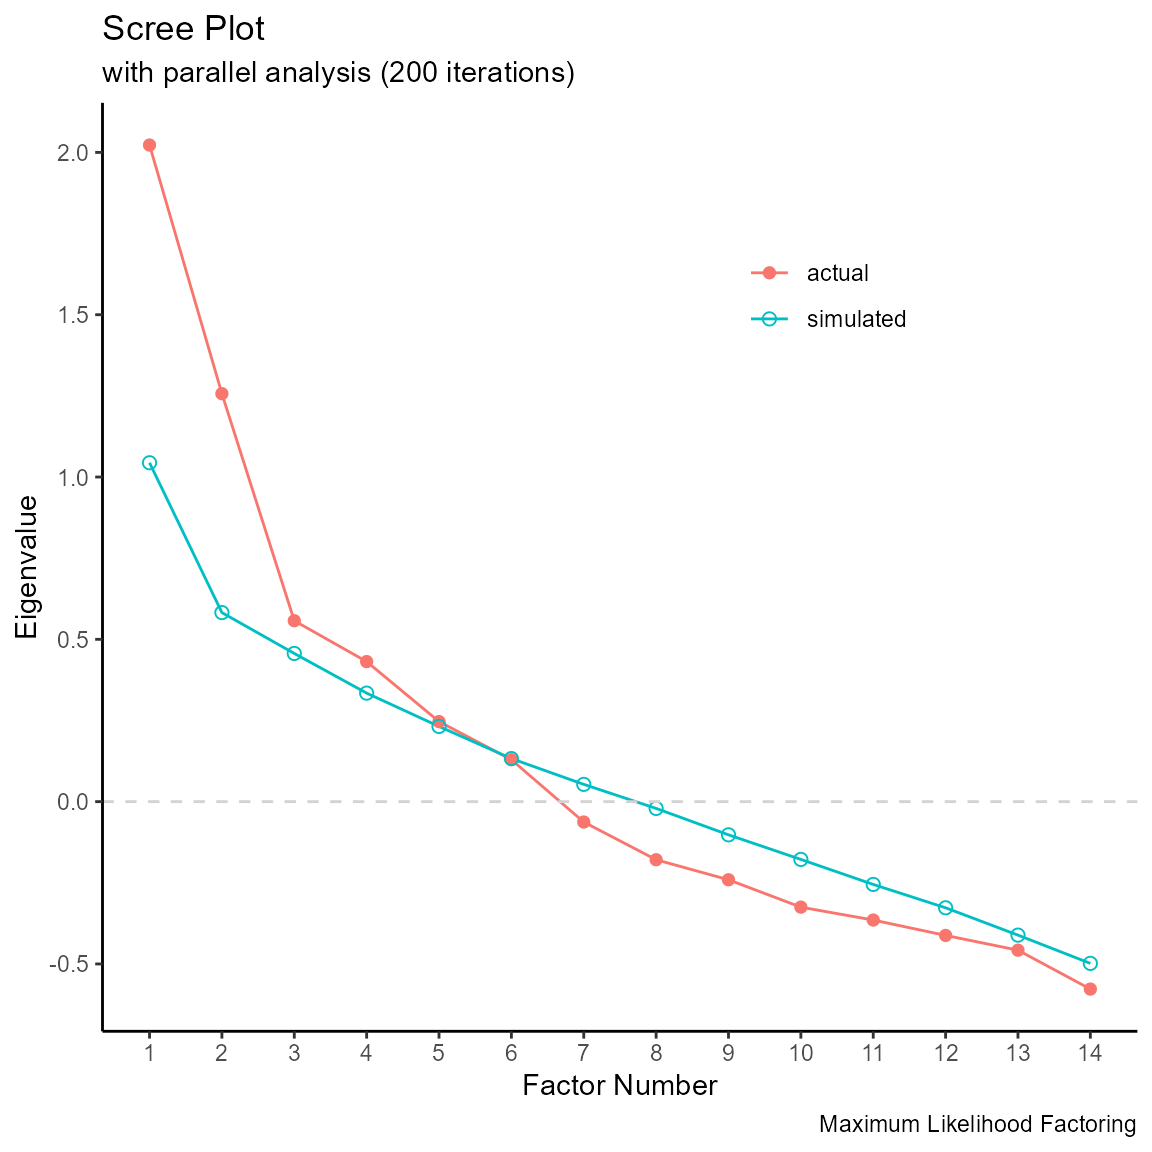 Scree Plot
with parallel analysis (200 iterations)
2.0
1.5
1.0
0.5
0.0
-0.5
Eigenvalue
actual
simulated
1 2 3 4 5 6 7 8 9 10 11 12 13 14
Factor Number
Maximum Likelihood Factoring